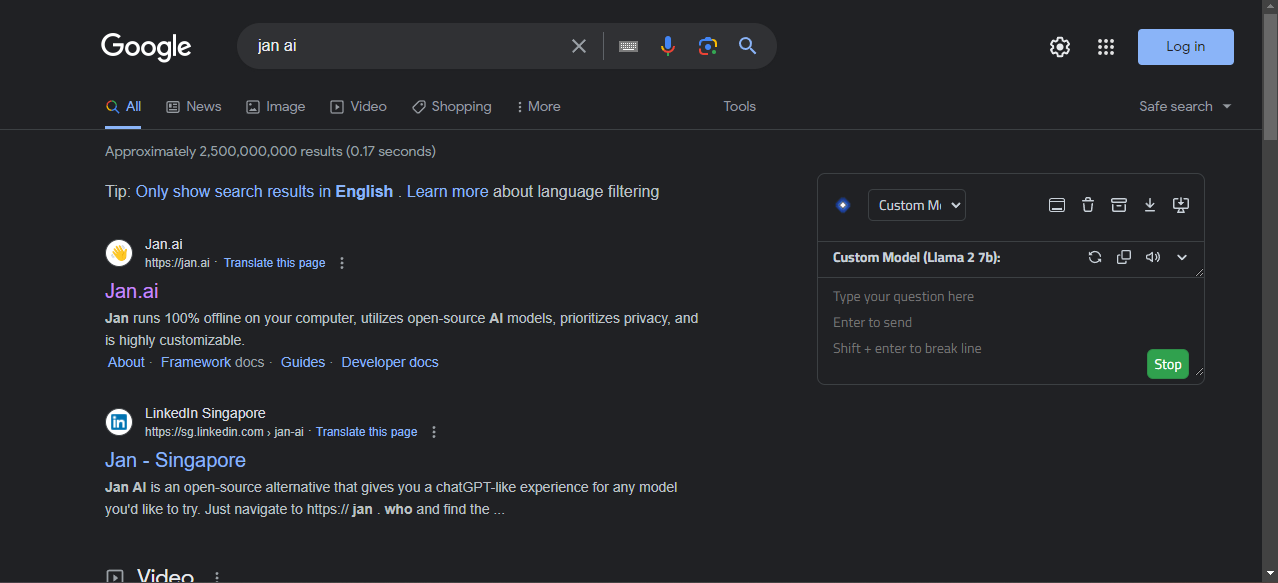 Google
jan ai
Log in
All
News
Image
Video
Shopping
More
Tools
Safe search
Approximately 2,500,000,000 results (0.17 seconds)
Tip: Only show search results in English . Learn more about language filtering
Jan.ai
https://jan.ai · Translate this page
Jan.ai
Jan runs 100% offline on your computer, utilizes open-source AI models, prioritizes privacy, and
is highly customizable.
About · Framework docs · Guides · Developer docs
LinkedIn Singapore
https://sg.linkedin.com › jan-ai · Translate this page
Jan - Singapore
Jan AI is an open-source alternative that gives you a chatGPT-like experience for any model
you'd like to try. Just navigate to https:// jan . who and find the ...
Video
Custom M
Custom Model (Llama 2 7b):
Type your question here
Enter to send
Shift + enter to break line
Stop